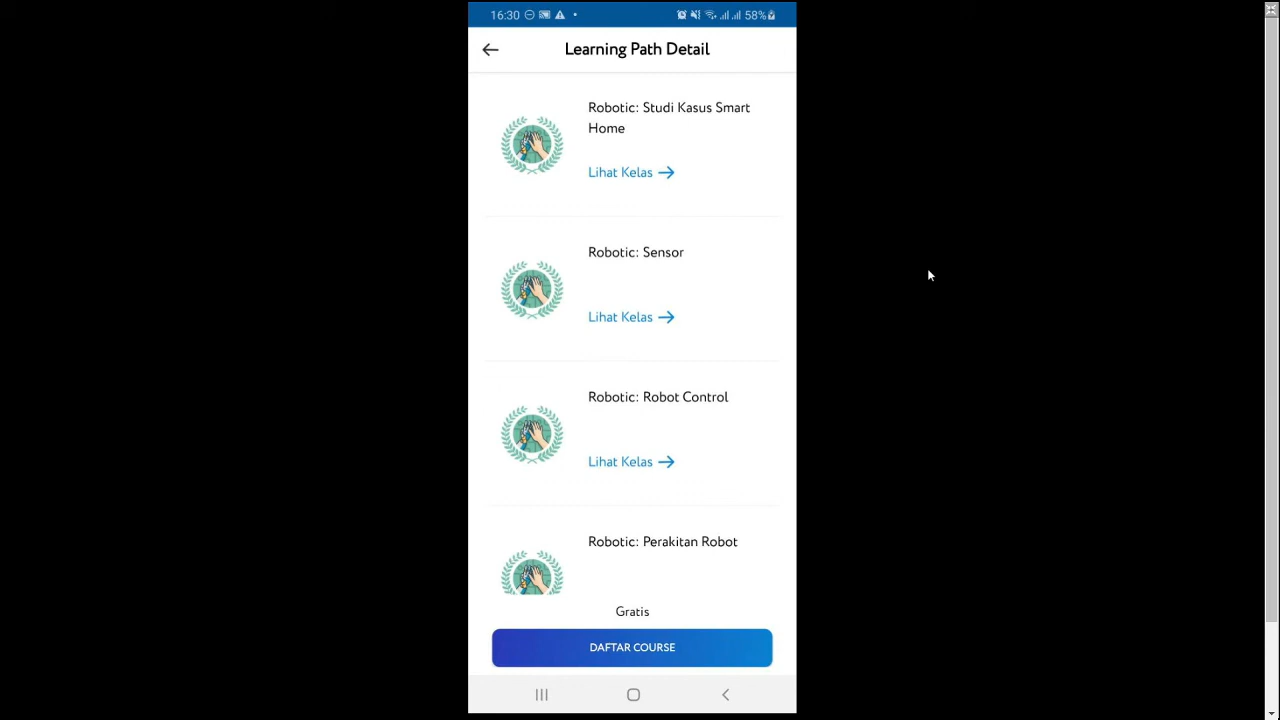 16:30
58%
Learning Path Detail
Robotic: Studi Kasus Smart
Home
Lihat Kelas
Robotic: Sensor
Lihat Kelas
Robotic: Robot Control
Lihat Kelas
Robotic: Perakitan Robot
Gratis
DAFTAR COURSE